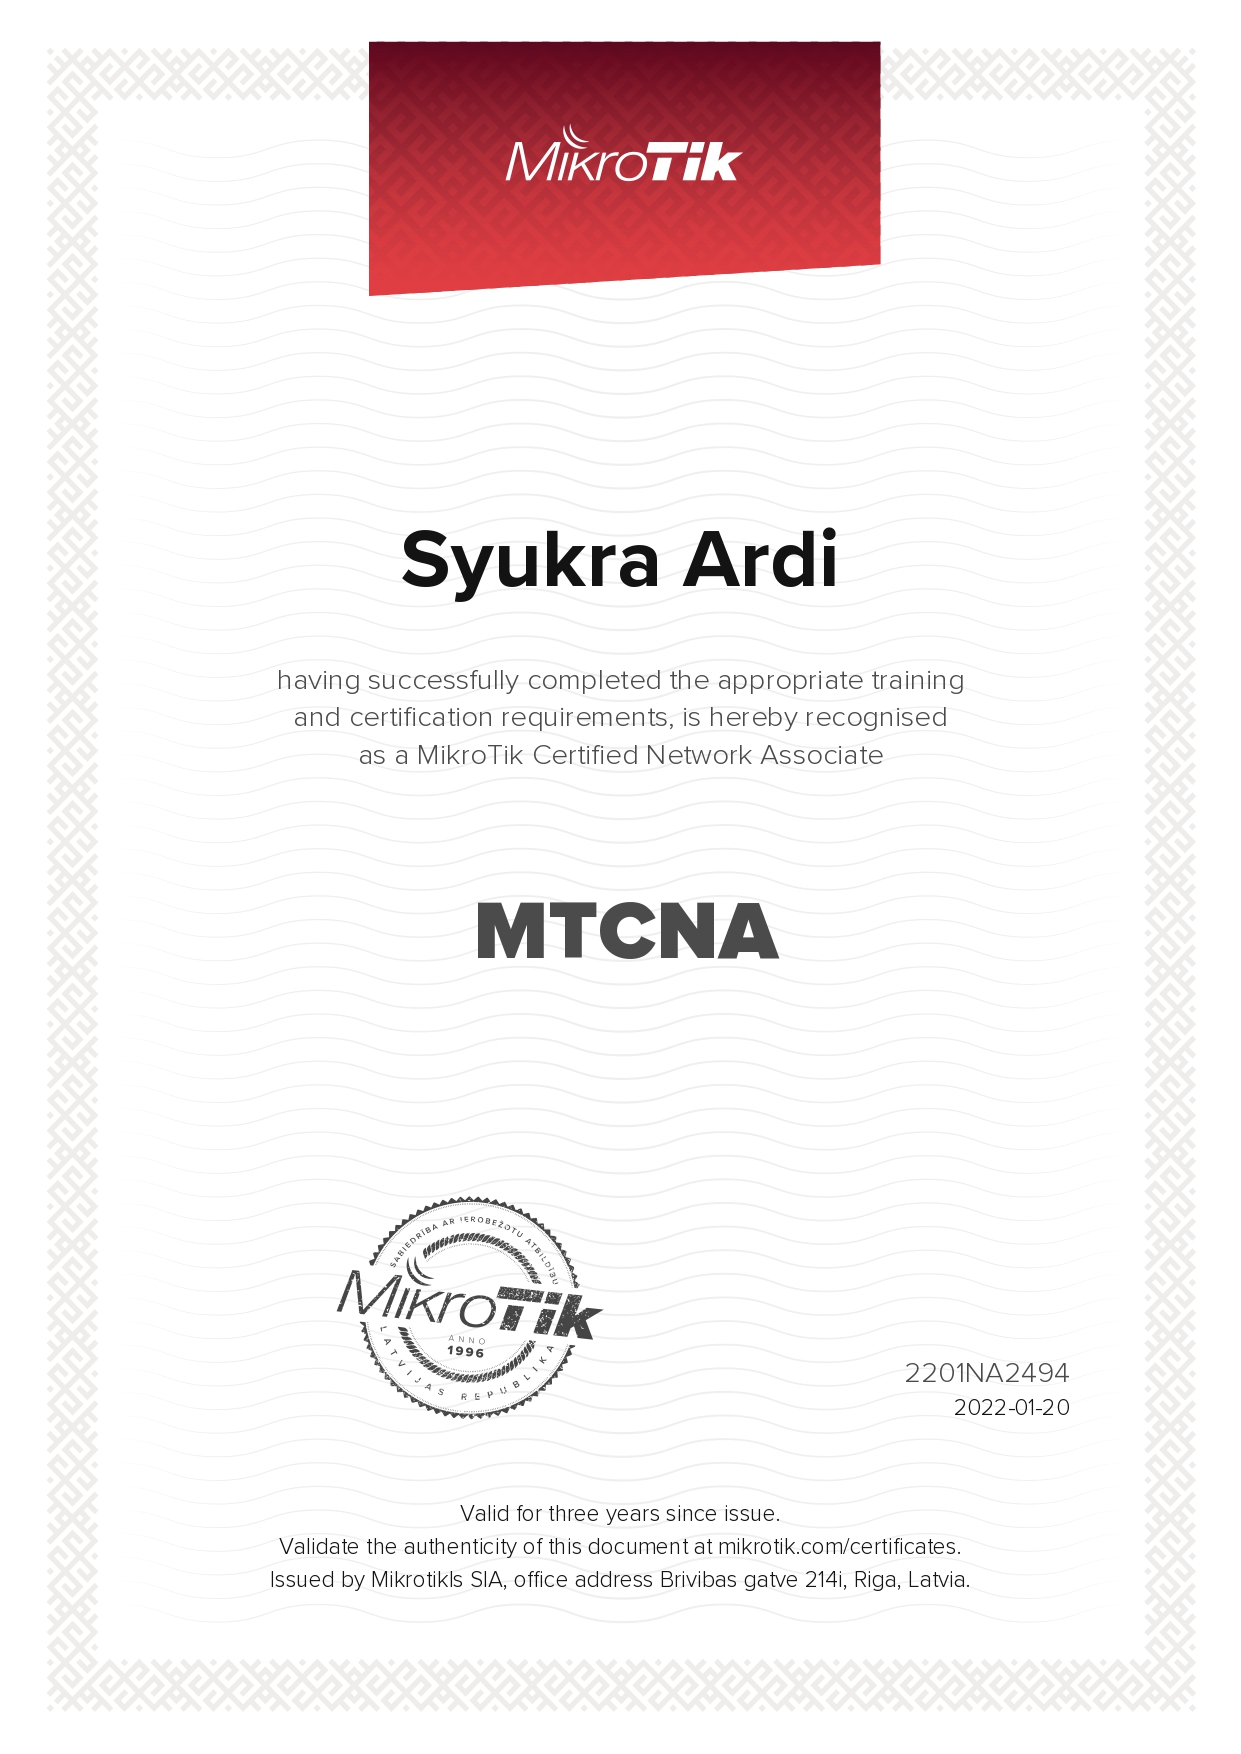 MikroTik
Syukra Ardi
having successfully completed the appropriate training
and certification requirements, is hereby recognised
as a MikroTik Certified Network Associate
MTCNA
SABIEDRĪBA AR IEROBEŽOTU ATBILDĪBU
MikroTik
ANNO
1996
LATVIJAS REPUBLIKA
2201NA2494
2022-01-20
Valid for three years since issue.
Validate the authenticity of this document at mikrotik.com/certificates.
Issued by Mikrotikls SIA, office address Brivibas gatve 214i, Riga, Latvia.